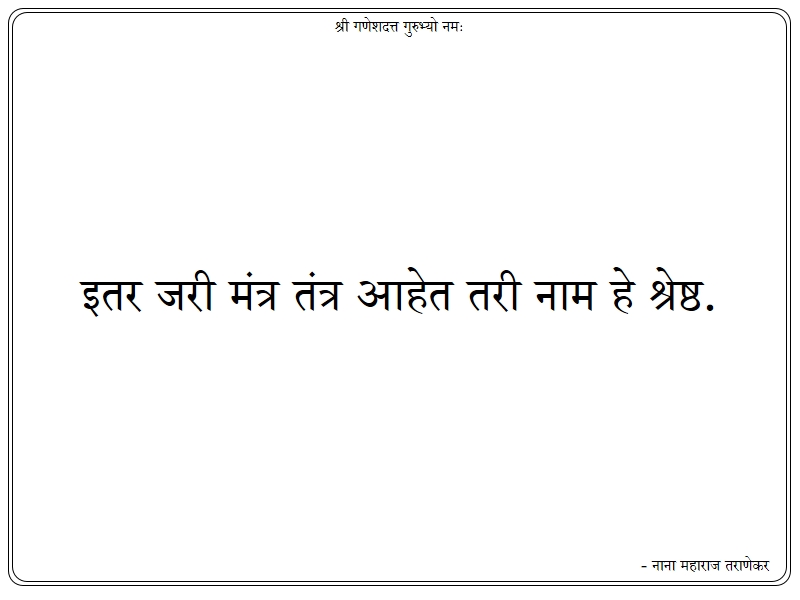 श्री गणेशदत्त गुरुभ्यो नमः
इतर जरी मंत्र तंत्र आहेत तरी नाम हे श्रेष्ठ.
- नाना महाराज तराणेकर